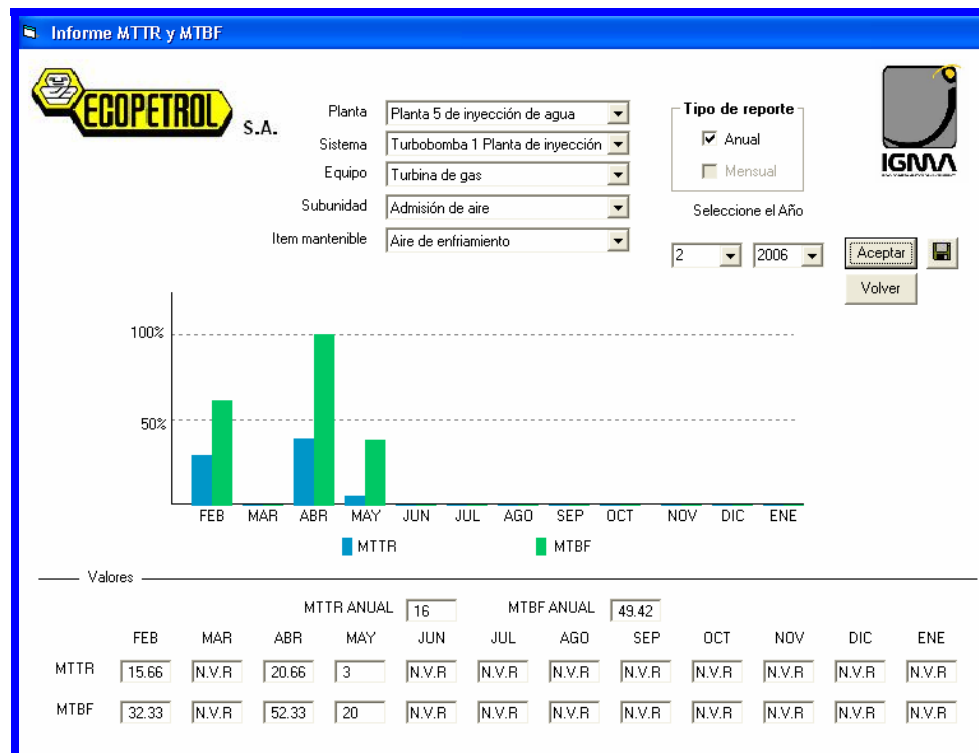 Informe MTTR y MTBF
ECOPETROL S.A.
Planta Planta 5 de inyección de agua
Sistema Turbobomba 1 Planta de inyección
Equipo Turbina de gas
Subunidad Admisión de aire
Item mantenible Aire de enfriamiento
Tipo de reporte
Anual
Mensual
IGMA
Seleccione el Año
2 2006 Aceptar
Volver
100%
50%
FEB MAR ABR MAY JUN JUL AGO SEP OCT NOV DIC ENE
MTTR MTBF
Valores
MTTR ANUAL 16 MTBF ANUAL 49.42
FEB MAR ABR MAY JUN JUL AGO SEP OCT NOV DIC ENE
MTTR 15.66 N.V.R 20.66 3 N.V.R N.V.R N.V.R N.V.R N.V.R N.V.R N.V.R N.V.R
MTBF 32.33 N.V.R 52.33 20 N.V.R N.V.R N.V.R N.V.R N.V.R N.V.R N.V.R N.V.R